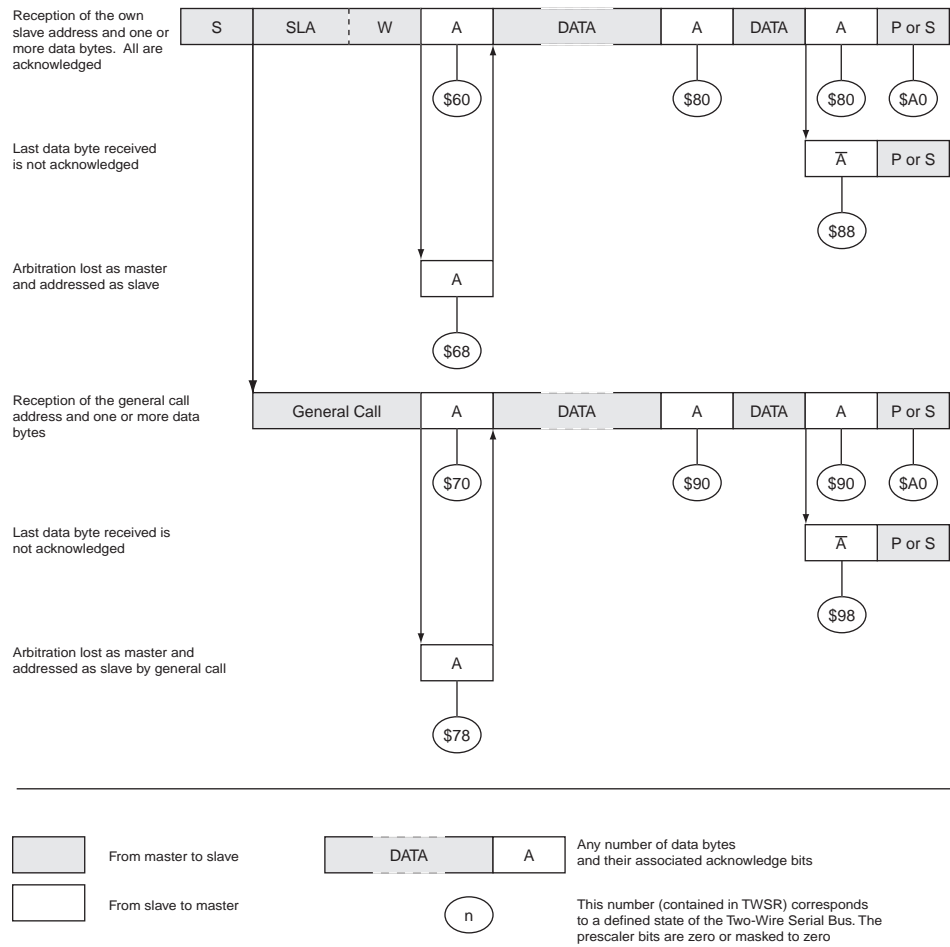 Reception of the own
slave address and one or
more data bytes. All are
acknowledged
S SLA W A DATA A DATA A P or S
$60 $80 $80 $A0
Last data byte received
is not acknowledged
A̅ P or S
$88
Arbitration lost as master
and addressed as slave
A
$68
Reception of the general call
address and one or more data
bytes
General Call A DATA A DATA A P or S
$70 $90 $90 $A0
Last data byte received is
not acknowledged
A̅ P or S
$98
Arbitration lost as master and
addressed as slave by general call
A
$78
From master to slave
DATA A
Any number of data bytes
and their associated acknowledge bits
From slave to master
n
This number (contained in TWSR) corresponds
to a defined state of the Two-Wire Serial Bus. The
prescaler bits are zero or masked to zero